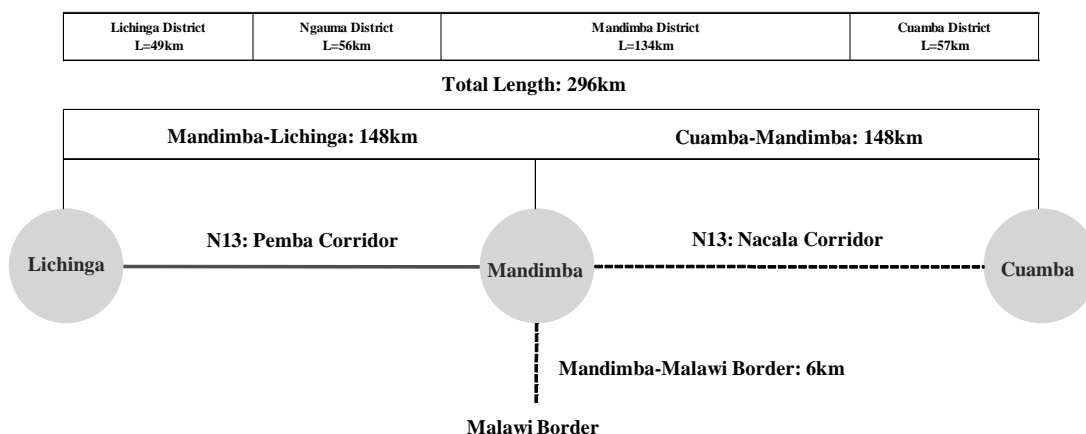 Lichinga District
L=49km
Ngauma District
L=56km
Mandimba District
L=134km
Cuamba District
L=57km
Total Length: 296km
Mandimba-Lichinga: 148km
Cuamba-Mandimba: 148km
N13: Pemba Corridor
N13: Nacala Corridor
Lichinga
Mandimba
Cuamba
Mandimba-Malawi Border: 6km
Malawi Border